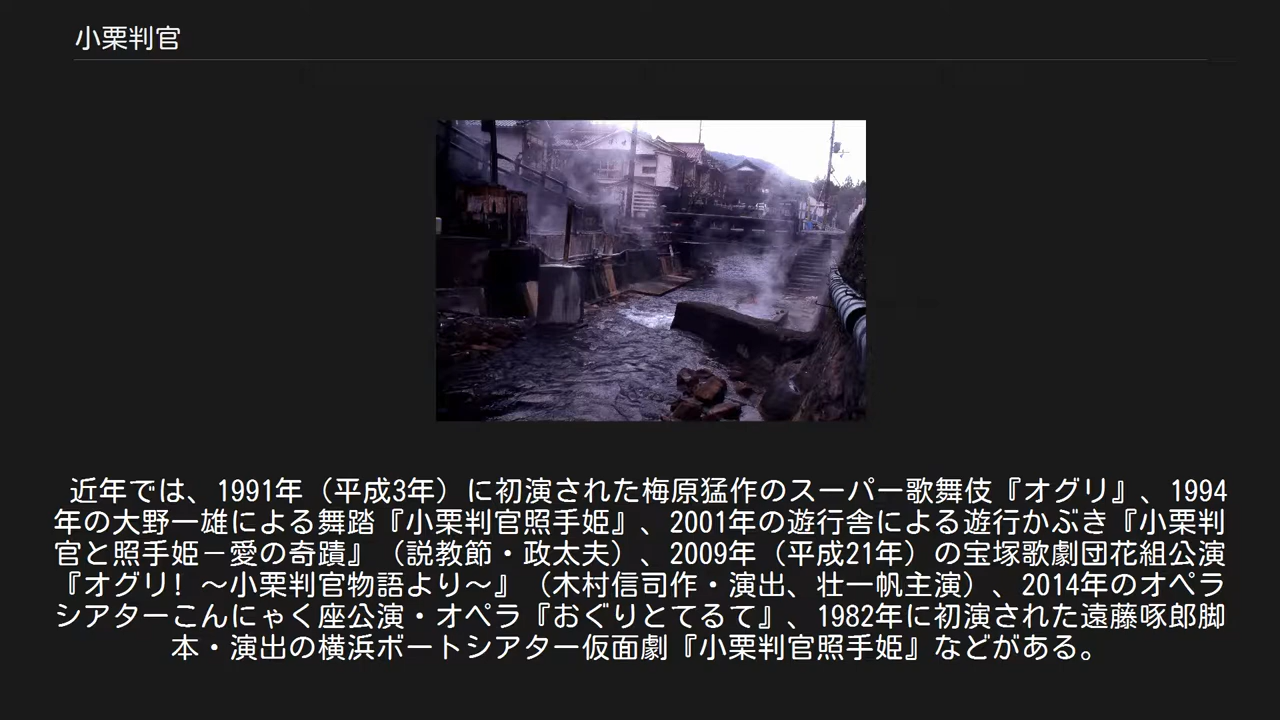 小栗判官
近年では、1991年（平成3年）に初演された梅原猛作のスーパー歌舞伎『オグリ』、1994
年の大野一雄による舞踏『小栗判官照手姫』、2001年の遊行舎による遊行かぶき『小栗判
官と照手姫－愛の奇蹟』（説教節・政太夫）、2009年（平成21年）の宝塚歌劇団花組公演
『オグリ！～小栗判官物語より～』（木村信司作・演出、壮一帆主演）、2014年のオペラ
シアターこんにゃく座公演・オペラ『おぐりとてるて』、1982年に初演された遠藤啄郎脚
本・演出の横浜ボートシアター仮面劇『小栗判官照手姫』などがある。